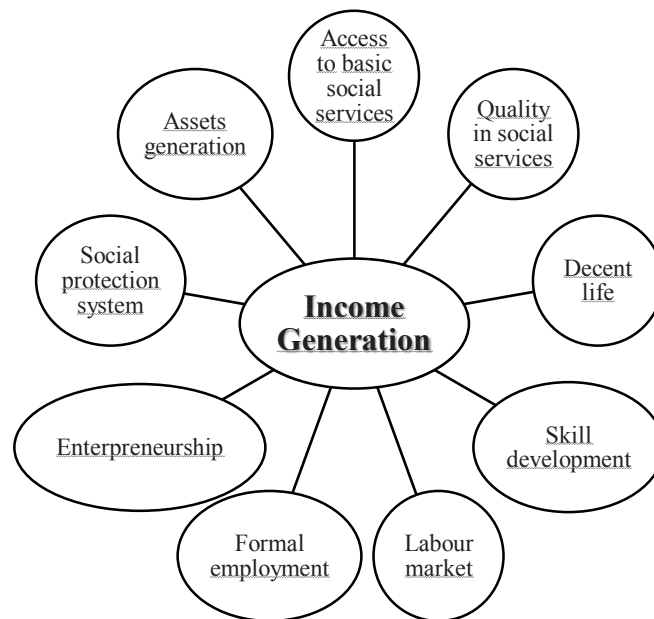 Access
to basic
social
services
Assets
generation
Quality
in social
services
Social
protection
system
Decent
life
Income
Generation
Enterpreneurship
Skill
development
Formal
employment
Labour
market